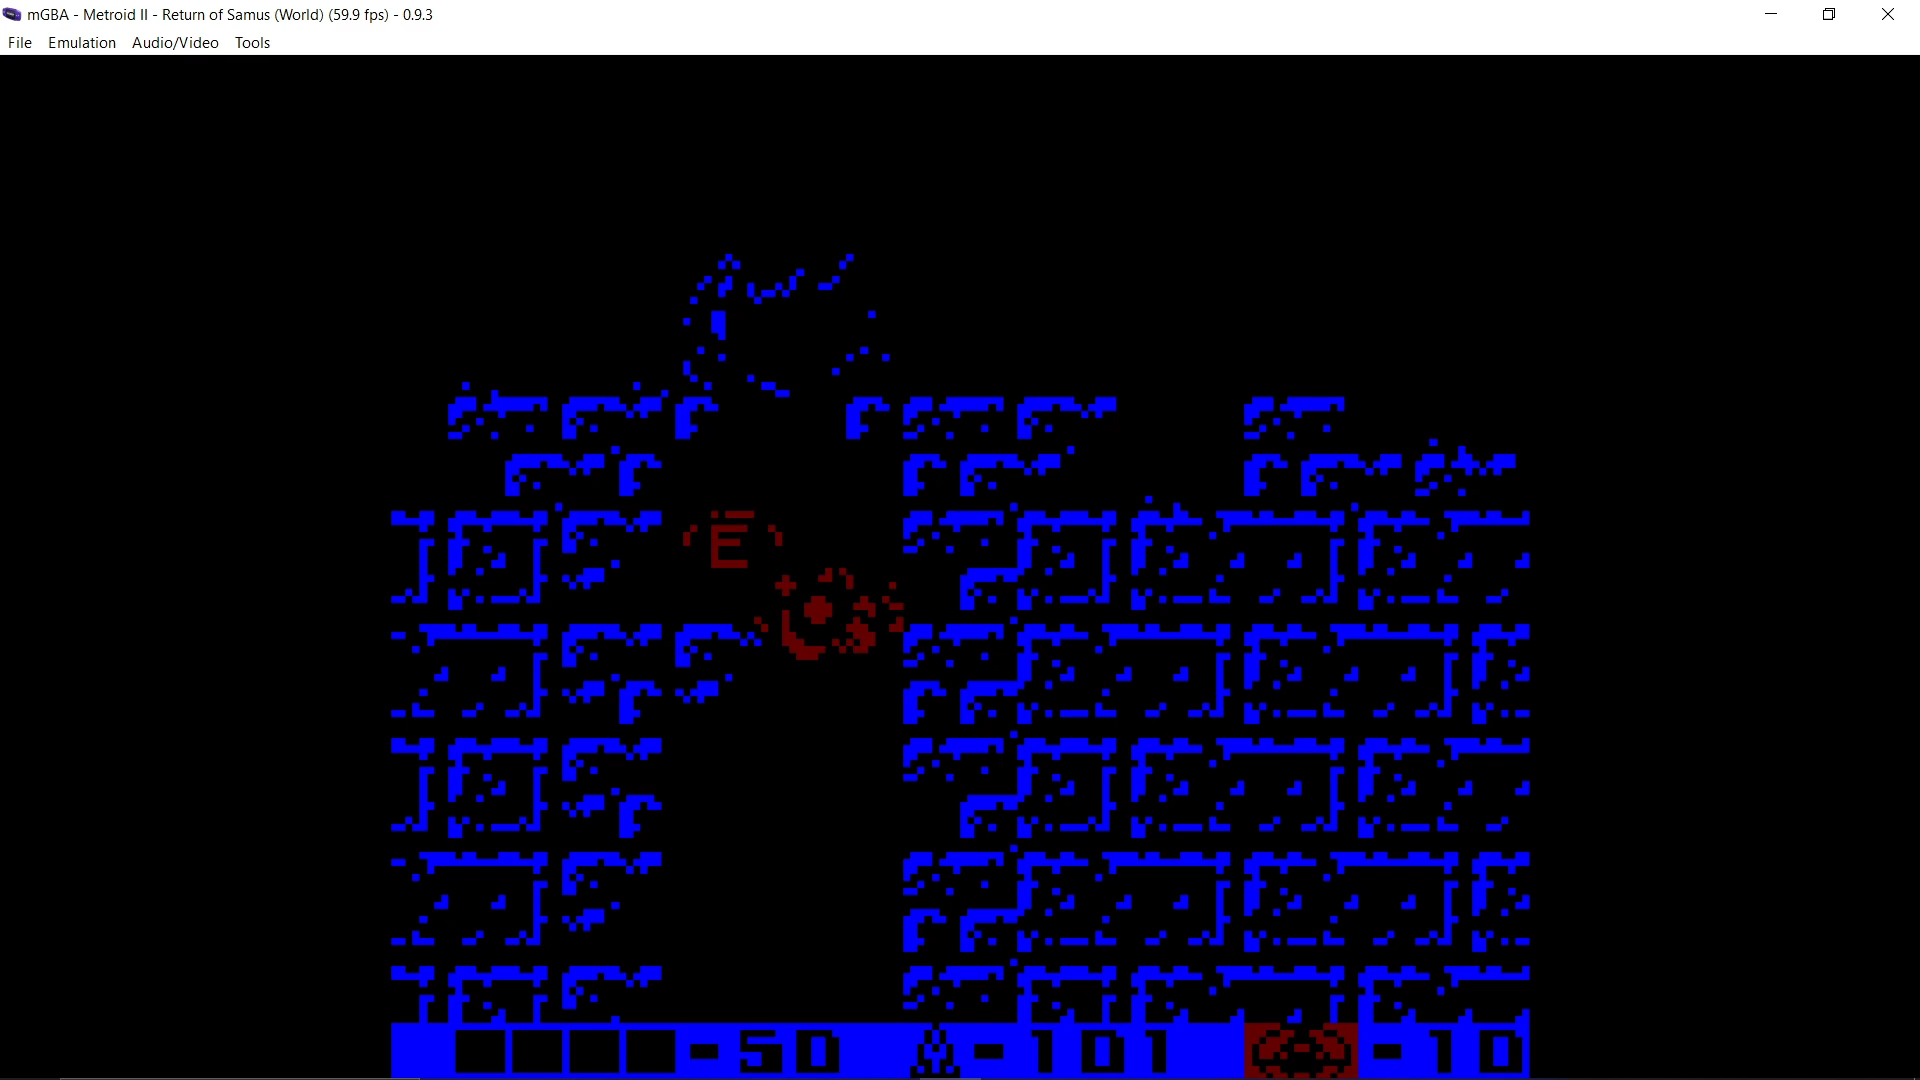 mGBA - Metroid II - Return of Samus (World) (59.9 fps) - 0.9.3
File Emulation Audio/Video Tools
E
- 50 - 101 - 10